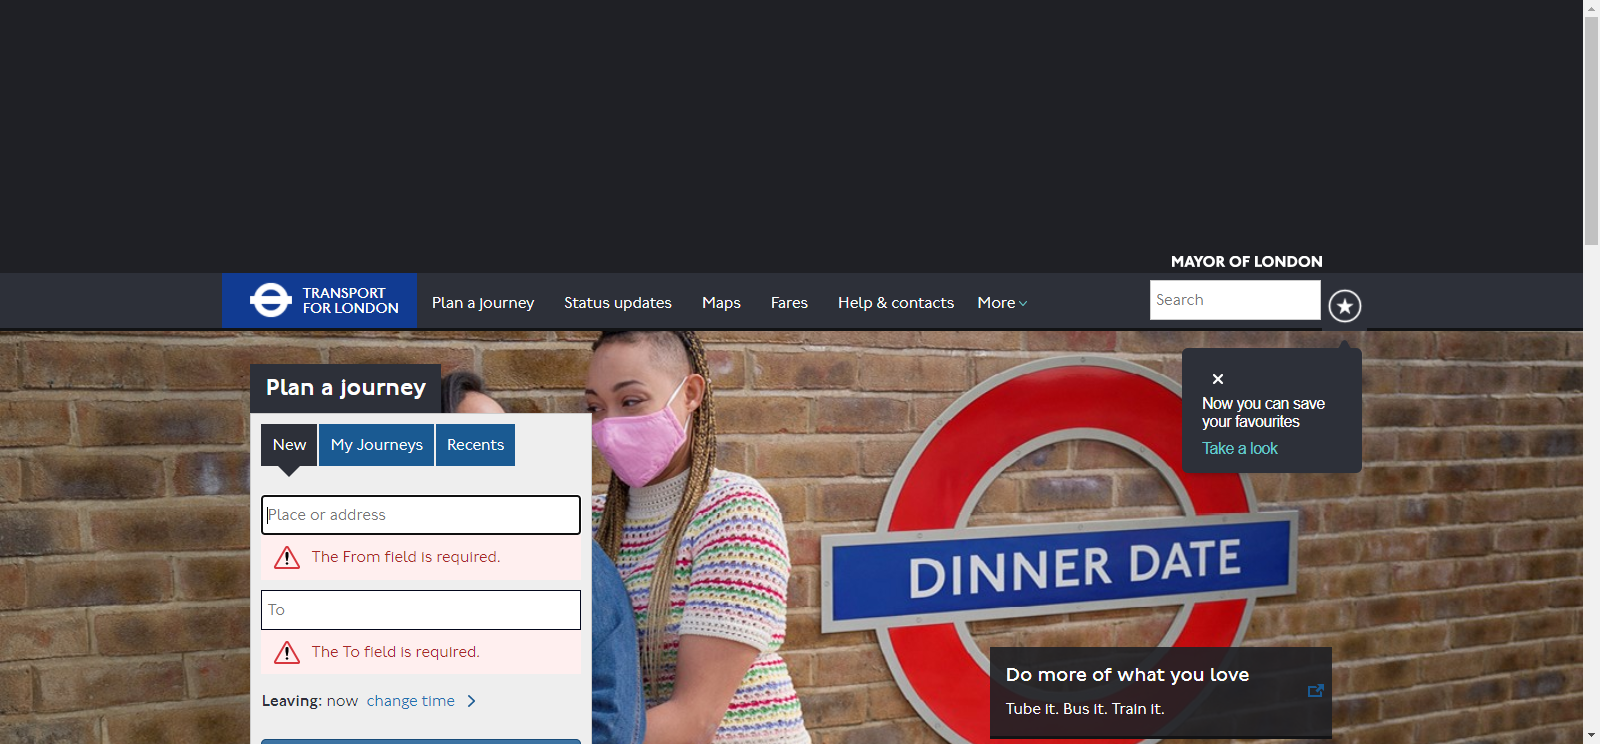 MAYOR OF LONDON
TRANSPORT
FOR LONDON
Plan a journey
Status updates
Maps
Fares
Help & contacts
More
Search
Plan a journey
New
My Journeys
Recents
Place or address
The From field is required.
To
The To field is required.
Leaving: now change time
Now you can save
your favourites
Take a look
DINNER DATE
Do more of what you love
Tube it. Bus it. Train it.